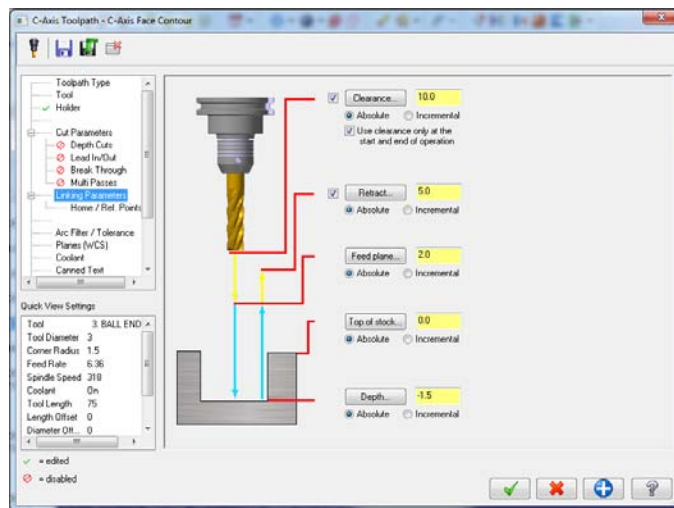 C-Axis Toolpath - C-Axis Face Contour
Toolpath Type
Tool
Holder
Cut Parameters
Depth Cuts
Lead In/Out
Break Through
Multi Passes
Linking Parameters
Home / Ref. Points
Arc Filter / Tolerance
Planes (WCS)
Coolant
Canned Text
Quick View Settings
Tool 3. BALL END
Tool Diameter 3
Corner Radius 1.5
Feed Rate 6.36
Spindle Speed 318
Coolant On
Tool Length 75
Length Offset 0
Diameter Off... 0
= edited
= disabled
Clearance... 10.0
Absolute Incremental
Use clearance only at the
start and end of operation
Retract... 5.0
Absolute Incremental
Feed plane... 2.0
Absolute Incremental
Top of stock... 0.0
Absolute Incremental
Depth... -1.5
Absolute Incremental